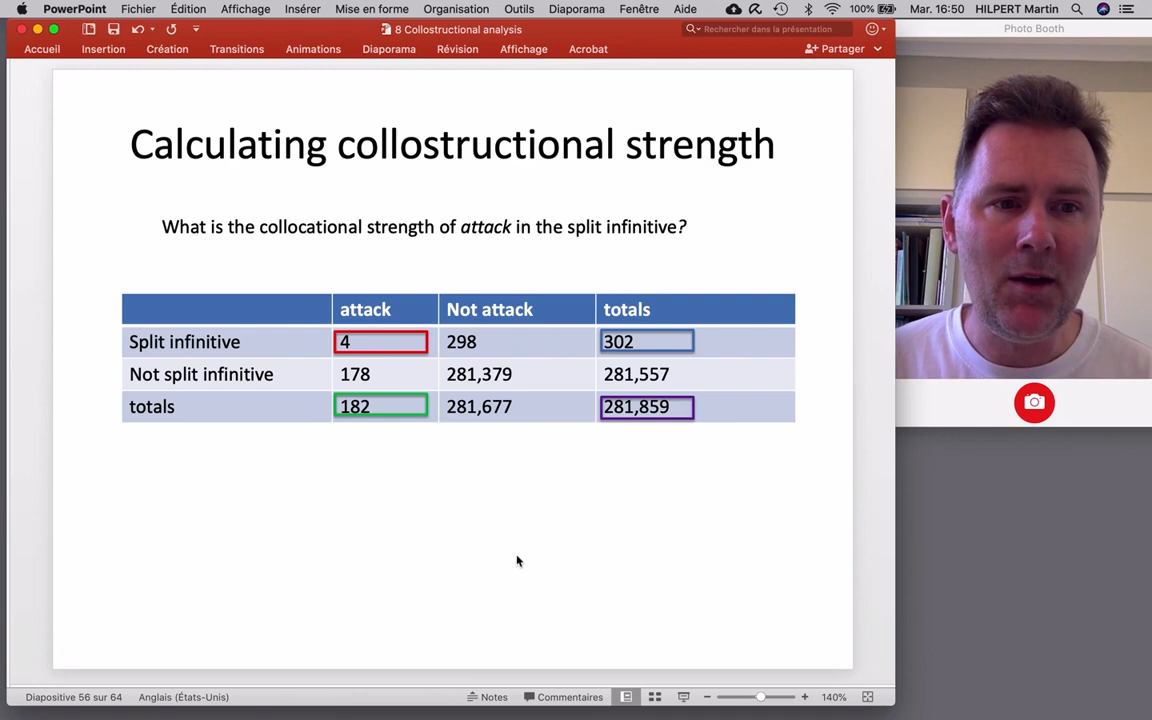 PowerPoint Fichier Édition Affichage Insérer Mise en forme Organisation Outils Diaporama Fenêtre Aide 100% Mar. 16:50 HILPERT Martin
8 Collostructional analysis
Rechercher dans la présentation
Photo Booth
Accueil Insertion Création Transitions Animations Diaporama Révision Affichage Acrobat Partager
Calculating collostructional strength
What is the collocational strength of attack in the split infinitive?
attack Not attack totals
Split infinitive 4 298 302
Not split infinitive 178 281,379 281,557
totals 182 281,677 281,859
Diapositive 56 sur 64 Anglais (États-Unis) Notes Commentaires 140%